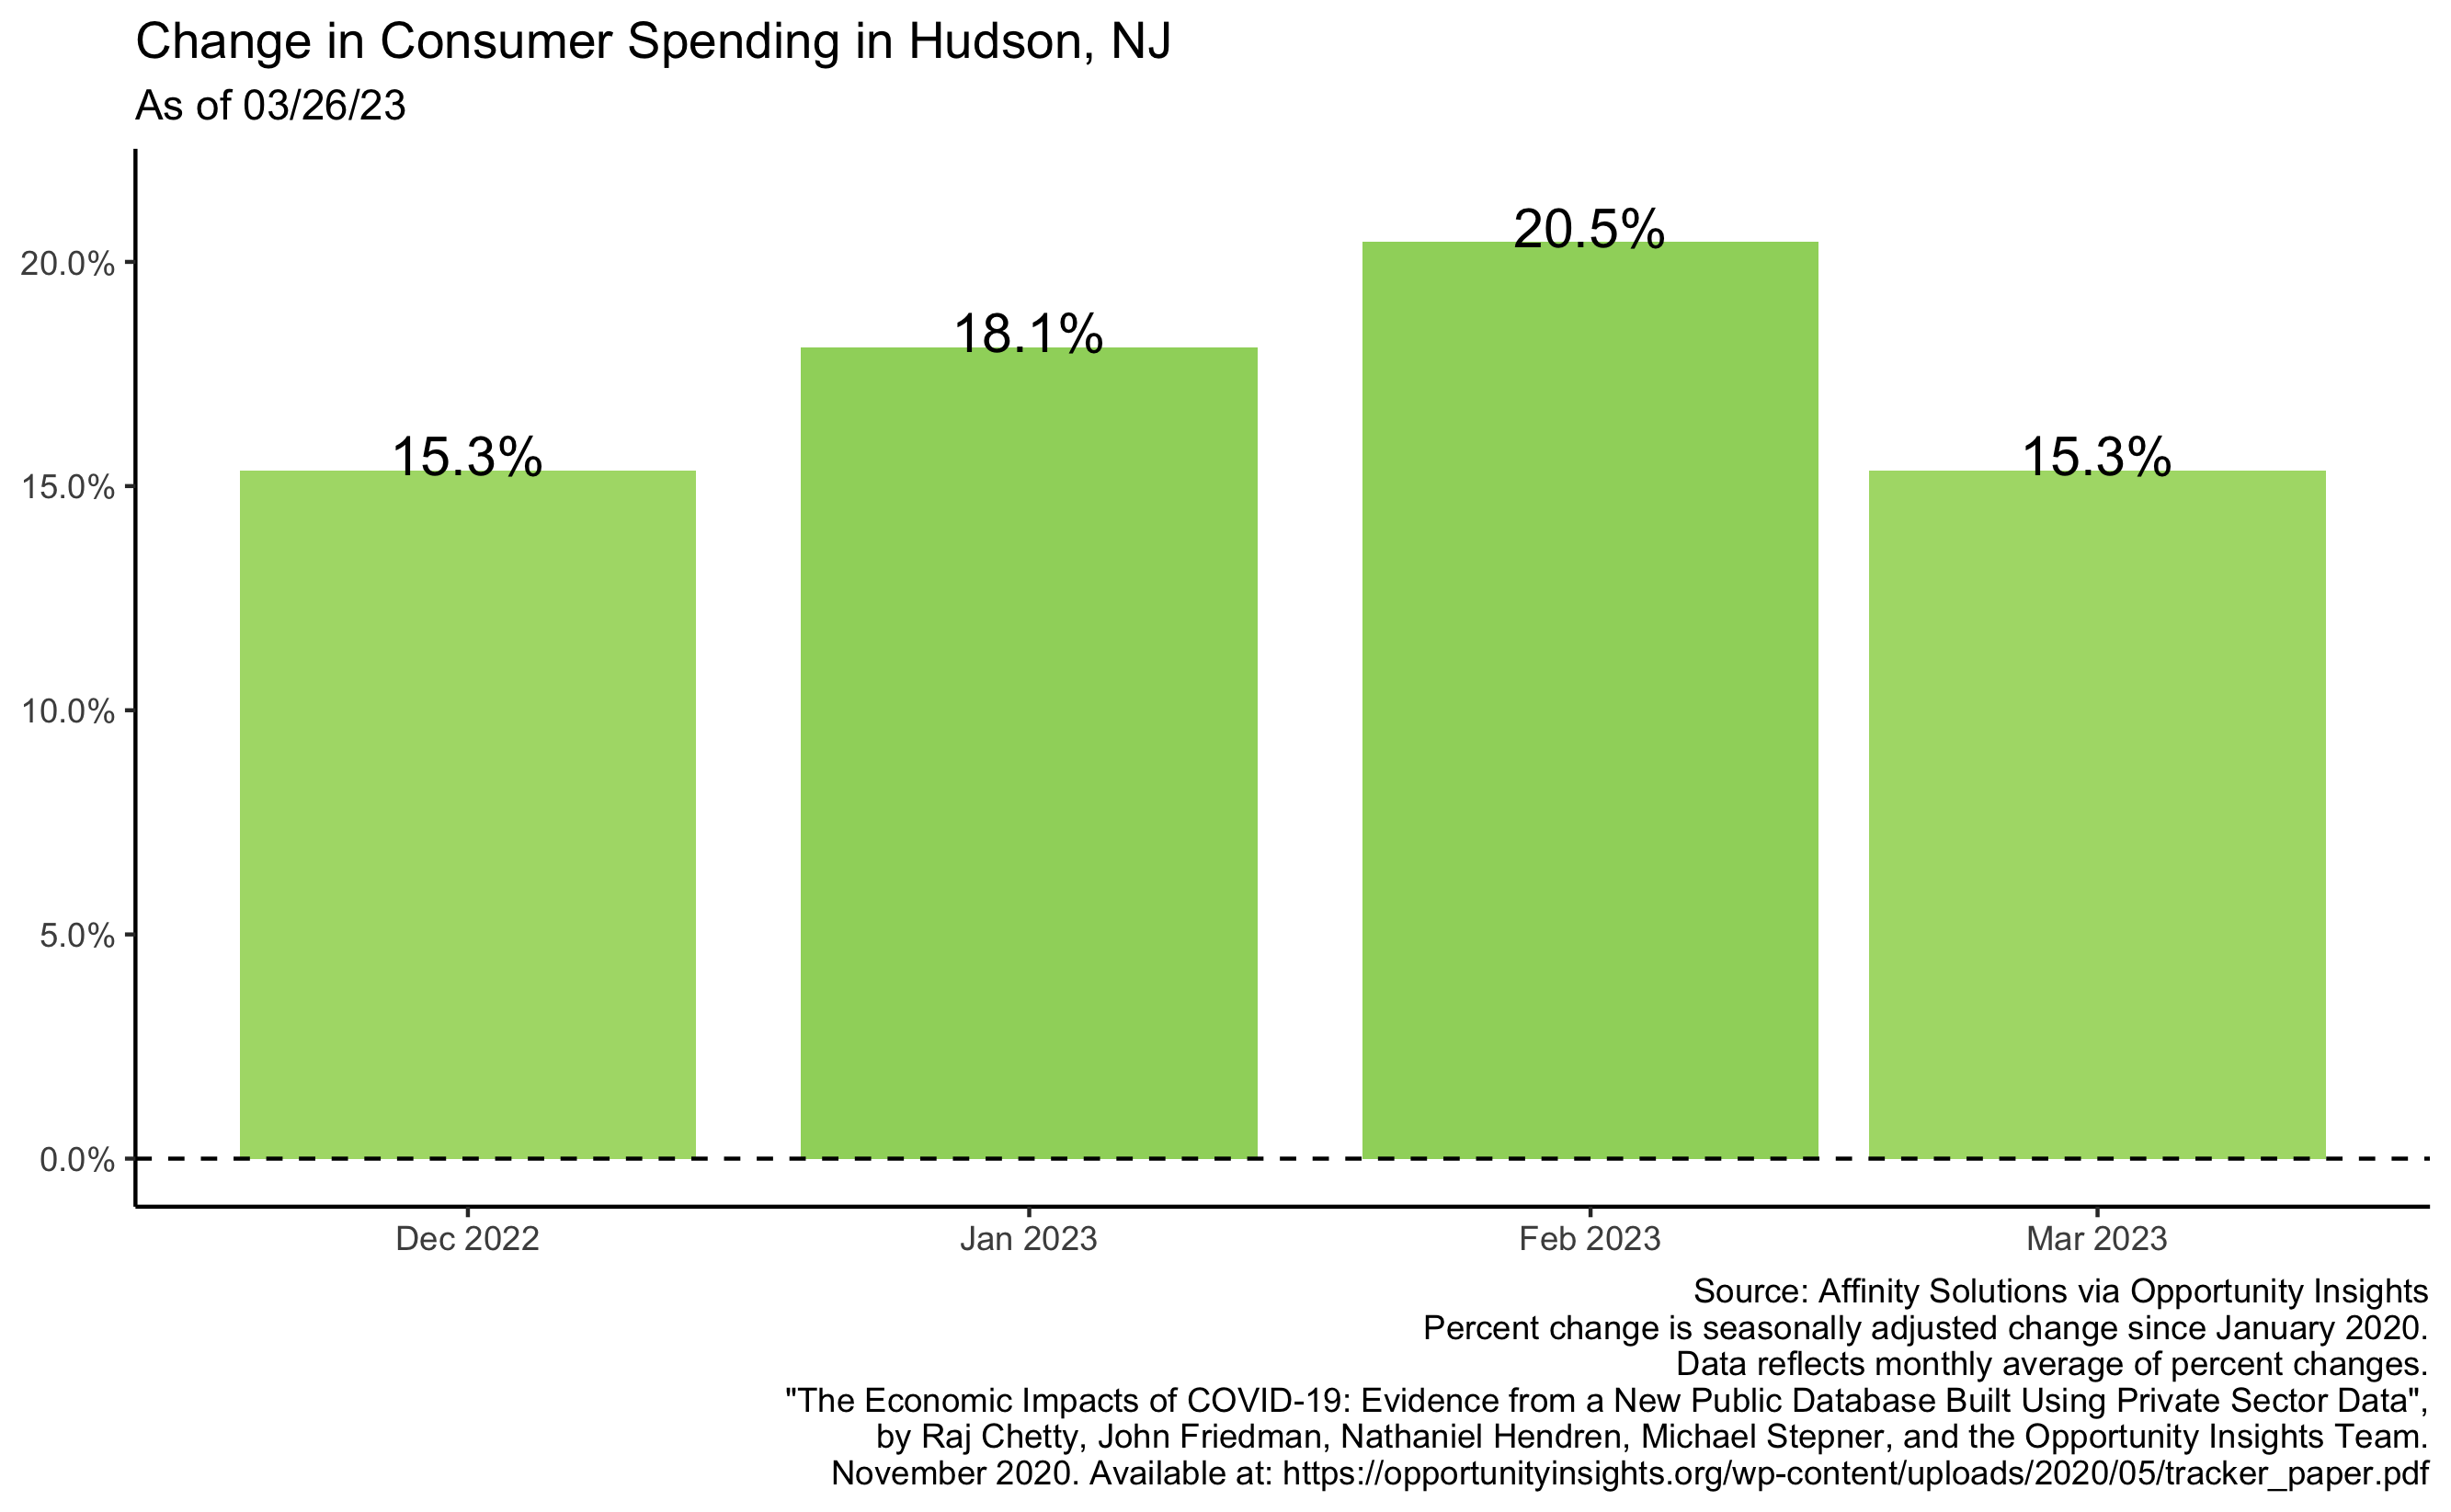 Change in Consumer Spending in Hudson, NJ
As of 03/26/23
20.5%
20.0%
18.1%
15.3%
15.3%
15.0%
10.0%
5.0%
0.0%
Dec 2022
Jan 2023
Feb 2023
Mar 2023
Source: Affinity Solutions via Opportunity Insights
Percent change is seasonally adjusted change since January 2020.
Data reflects monthly average of percent changes.
"The Economic Impacts of COVID-19: Evidence from a New Public Database Built Using Private Sector Data",
by Raj Chetty, John Friedman, Nathaniel Hendren, Michael Stepner, and the Opportunity Insights Team.
November 2020. Available at: https://opportunityinsights.org/wp-content/uploads/2020/05/tracker_paper.pdf